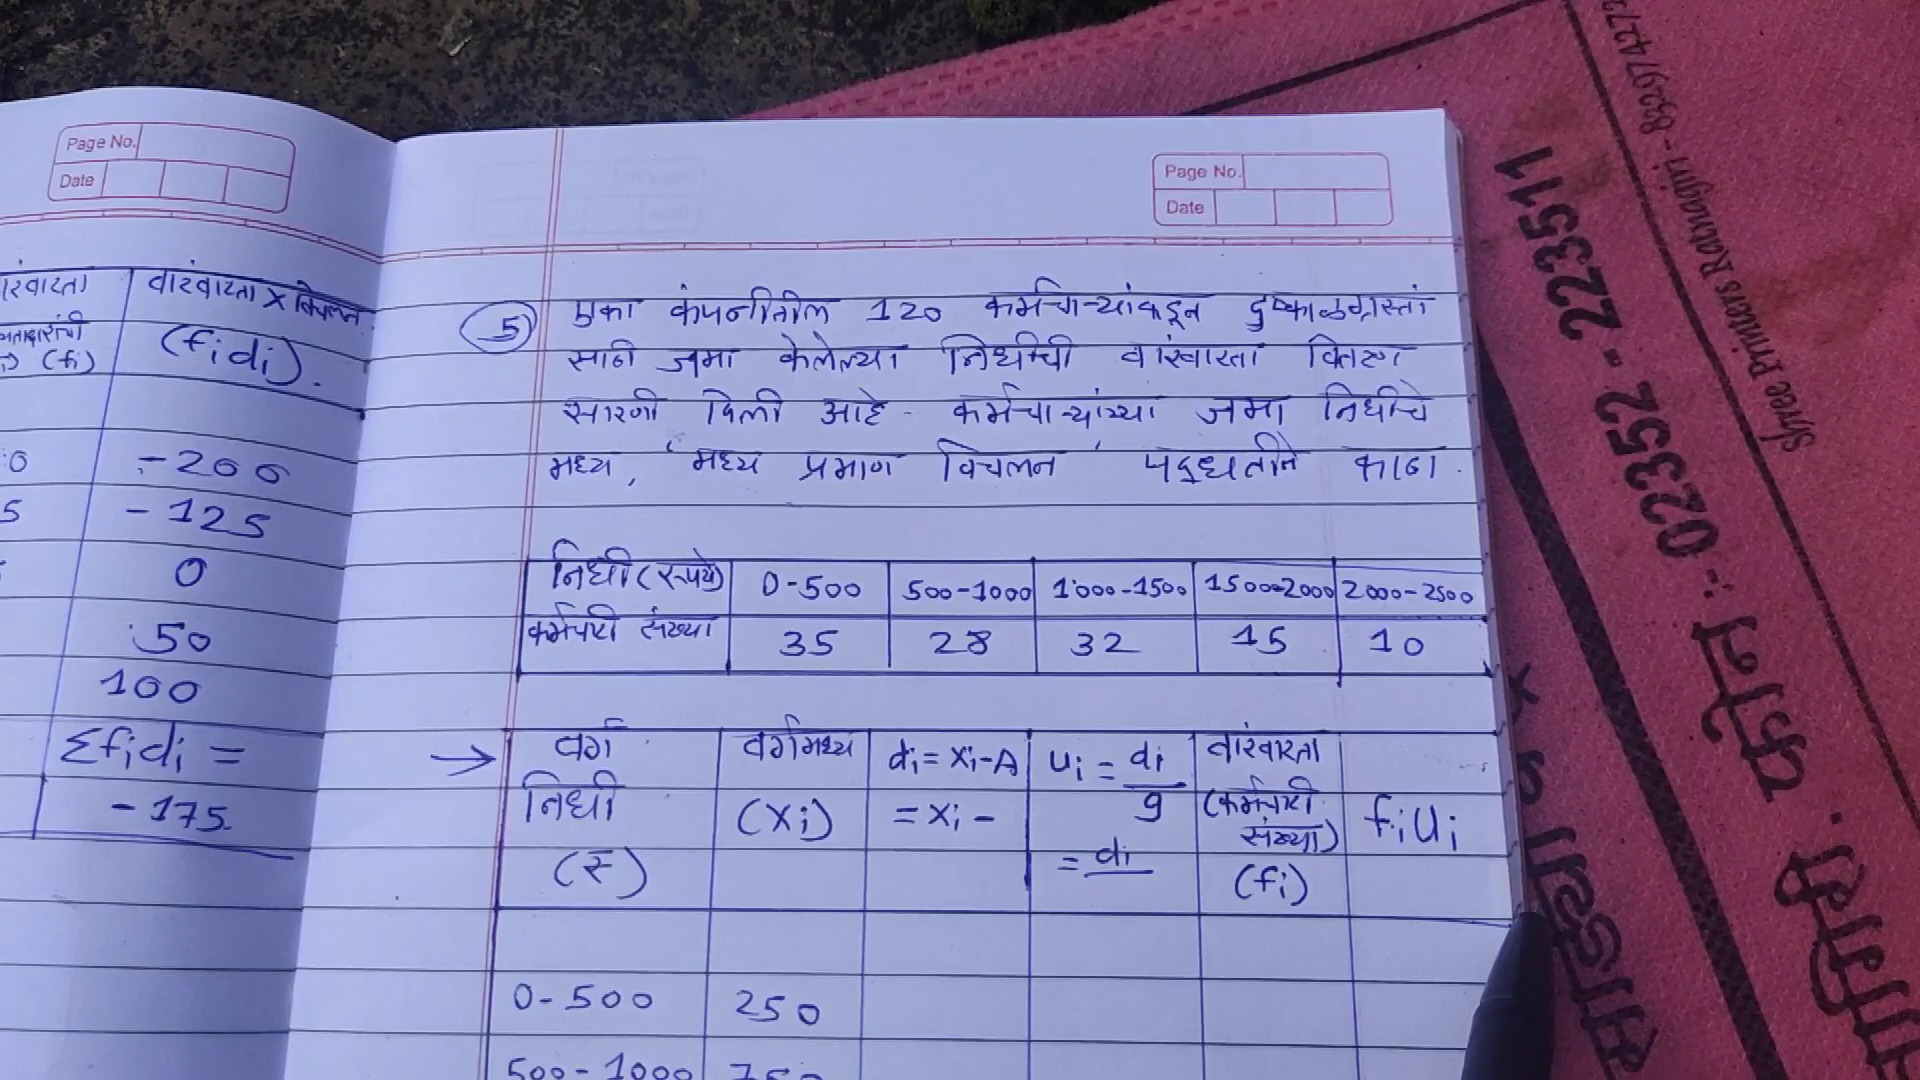 Page No.
Date
वारंवारता x विचलन
(fi)
(fidi).
-200
-125
0
50
100
Σfidi =
-175
Page No.
Date
5 एका कंपनीतील 120 कर्मचाऱ्यांकडून दुष्काळग्रस्तां
साठी जमा केलेल्या निधीची वारंवारता वितरण
सारणी दिली आहे. कर्मचाऱ्यांच्या जमा निधीचे
मध्य, 'मध्य प्रमाण विचलन' पद्धतीने काढा.
निधी (रुपये) 0-500 500-1000 1000-1500 1500-2000 2000-2500
कर्मचारी संख्या 35 28 32 15 10
→ वर्ग वर्गमध्य di = xi-A ui = di/g वारंवारता
निधी (xi) = xi- (कर्मचारी संख्या) fiui
(₹) = di (fi)
0-500 250
500-1000 750
Shree Printers Ratnagiri -
फोन :- 02352 - 223511